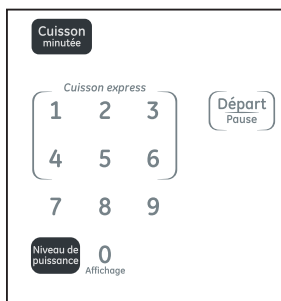 Cuisson
minutée
Cuisson express
1 2 3
Départ
Pause
4 5 6
7 8 9
Niveau de
puissance
0
Affichage